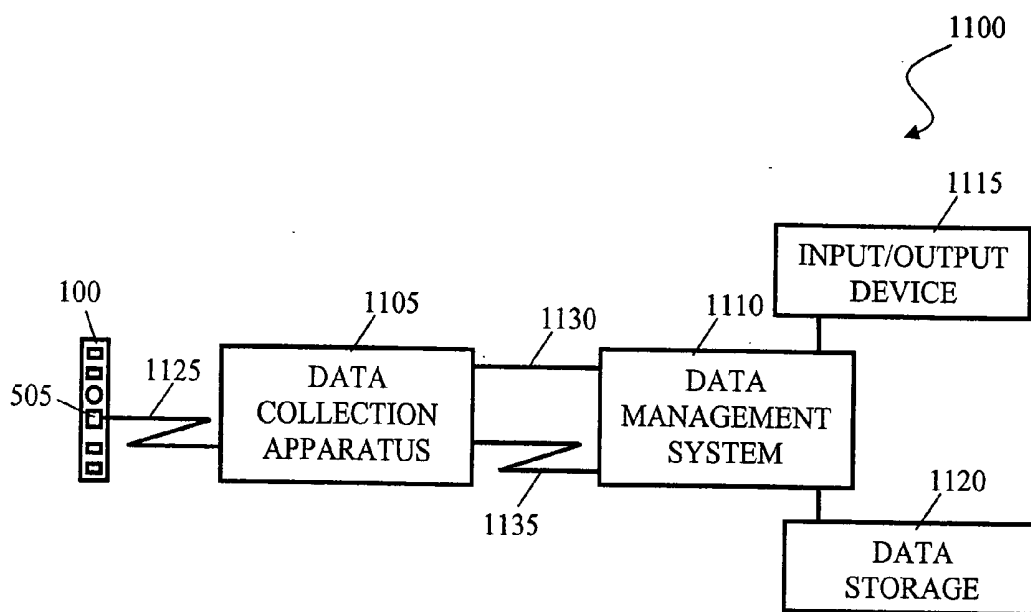 1100
1115
INPUT/OUTPUT
DEVICE
100
1105
1130
1110
1125
505
DATA
COLLECTION
APPARATUS
DATA
MANAGEMENT
SYSTEM
1135
1120
DATA
STORAGE